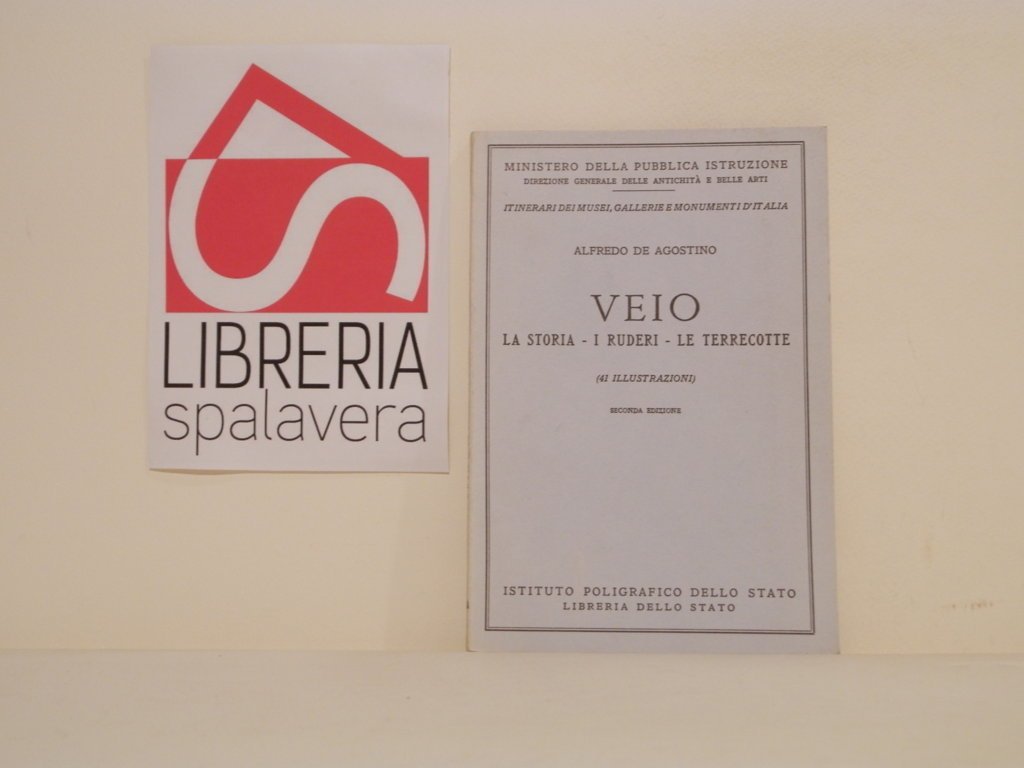 LIBRERIA
spalavera
MINISTERO DELLA PUBBLICA ISTRUZIONE
DIREZIONE GENERALE DELLE ANTICHITÀ E BELLE ARTI
ITINERARI DEI MUSEI, GALLERIE E MONUMENTI D'ITALIA
ALFREDO DE AGOSTINO
VEIO
LA STORIA - I RUDERI - LE TERRECOTTE
(41 ILLUSTRAZIONI)
SECONDA EDIZIONE
ISTITUTO POLIGRAFICO DELLO STATO
LIBRERIA DELLO STATO